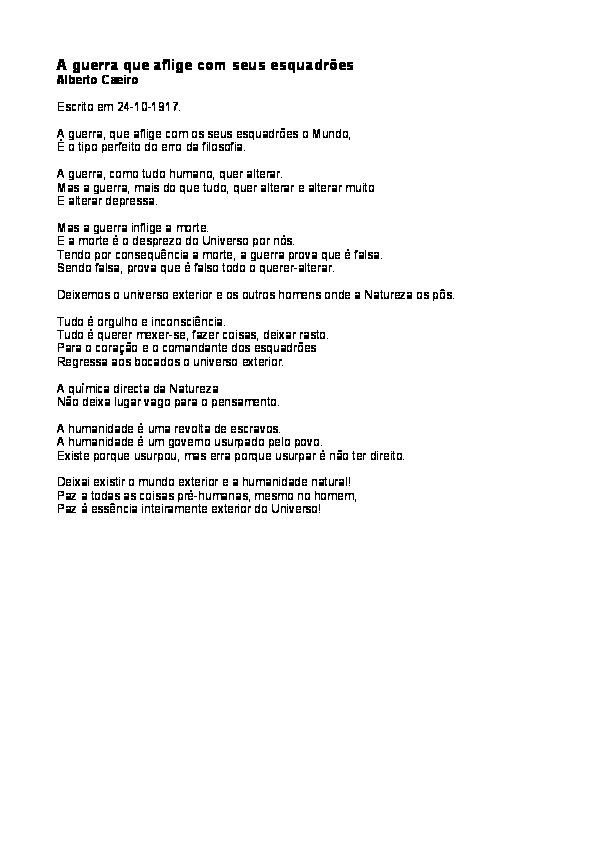 A guerra que aflige com seus esquadrões
Alberto Caeiro
Escrito em 24-10-1917.
A guerra, que aflige com os seus esquadrões o Mundo,
É o tipo perfeito do erro da filosofia.
A guerra, como tudo humano, quer alterar.
Mas a guerra, mais do que tudo, quer alterar e alterar muito
E alterar depressa.
Mas a guerra inflige a morte.
E a morte é o desprezo do Universo por nós.
Tendo por consequência a morte, a guerra prova que é falsa.
Sendo falsa, prova que é falso todo o querer-alterar.
Deixemos o universo exterior e os outros homens onde a Natureza os pôs.
Tudo é orgulho e inconsciência.
Tudo é querer mexer-se, fazer coisas, deixar rasto.
Para o coração e o comandante dos esquadrões
Regressa aos bocados o universo exterior.
A química directa da Natureza
Não deixa lugar vago para o pensamento.
A humanidade é uma revolta de escravos.
A humanidade é um governo usurpado pelo povo.
Existe porque usurpou, mas erra porque usurpar é não ter direito.
Deixai existir o mundo exterior e a humanidade natural!
Paz a todas as coisas pré-humanas, mesmo no homem,
Paz à essência inteiramente exterior do Universo!